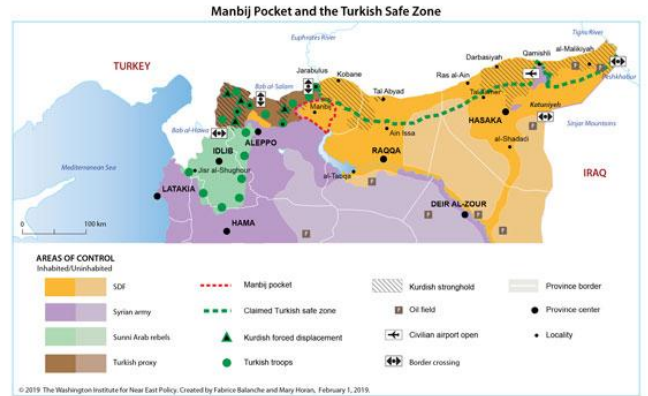 Manbij Pocket and the Turkish Safe Zone
Euphrates River
Tigris River
TURKEY
Qamishli
al-Malikiyah
Darbasiyah
Jarabulus
Kobane
Ras al-Ain
Peshkhabur
Bab al-Salam
Tal Abyad
Tal Tamer
Manbij
Katuniyeh
HASAKA
Bab al-Hawa
ALEPPO
Ain Issa
Sinjar Mountains
IDLIB
RAQQA
al-Shadadi
Mediterranean Sea
Jisr al-Shughour
al-Tabqa
IRAQ
LATAKIA
DEIR AL-ZOUR
HAMA
0 100 km
AREAS OF CONTROL
Inhabited/Uninhabited
SDF
Syrian army
Sunni Arab rebels
Turkish proxy
Manbij pocket
Claimed Turkish safe zone
Kurdish forced displacement
Turkish troops
Kurdish stronghold
F Oil field
Civilian airport open
Border crossing
Province border
Province center
Locality
© 2019 The Washington Institute for Near East Policy. Created by Fabrice Balanche and Mary Horan, February 1, 2019.